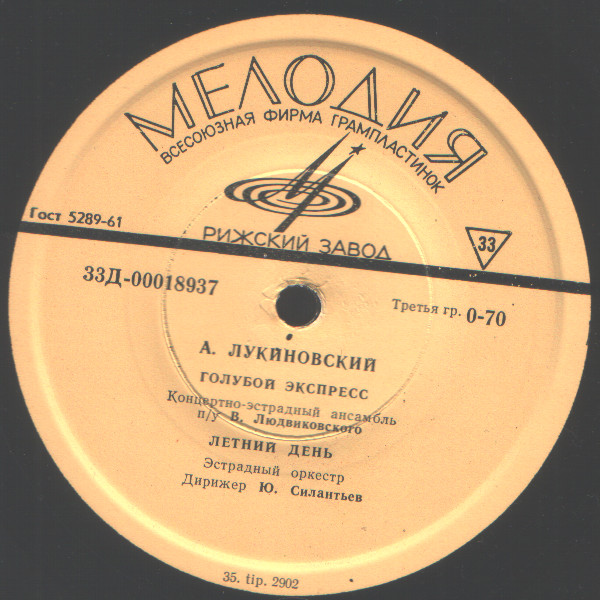 МЕЛОДИЯ
ВСЕСОЮЗНАЯ ФИРМА ГРАМПЛАСТИНОК
РИЖСКИЙ ЗАВОД
Гост 5289-61
33
33Д-00018937
Третья гр. 0-70
А. ЛУКИНОВСКИЙ
ГОЛУБОЙ ЭКСПРЕСС
Концертно-эстрадный ансамбль
п/у В. Людвиковского
ЛЕТНИЙ ДЕНЬ
Эстрадный оркестр
Дирижер Ю. Силантьев
35. tip. 2902